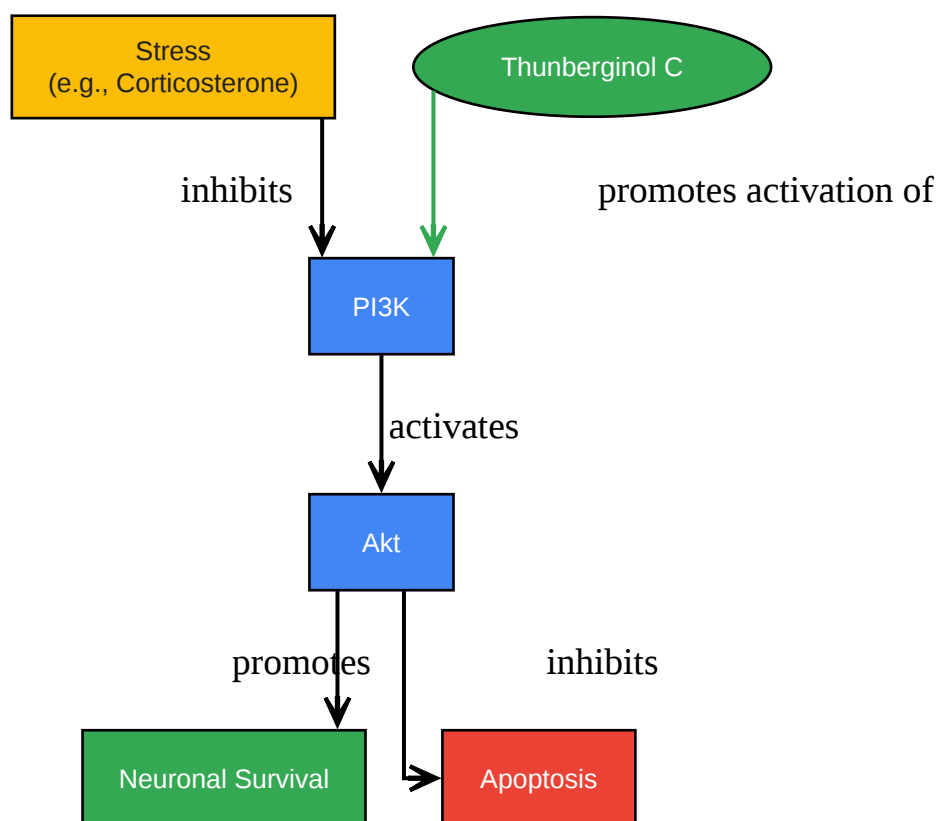 Stress
(e.g., Corticosterone)
Thunberginol C
inhibits
promotes activation of
PI3K
activates
Akt
promotes
inhibits
Neuronal Survival
Apoptosis